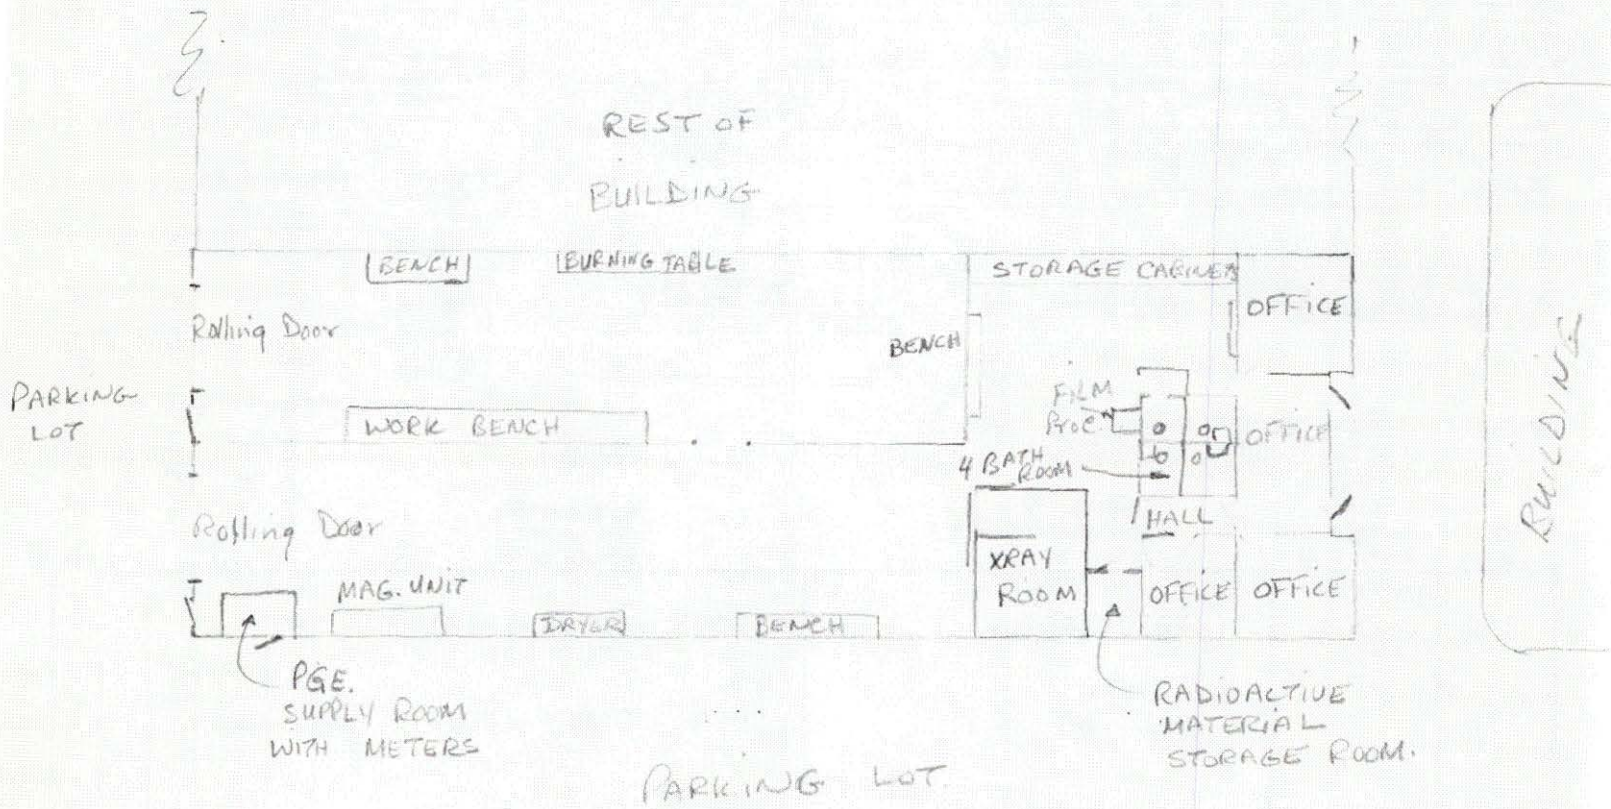 REST OF
BUILDING
BENCH
BURNING TABLE
STORAGE CABINET
OFFICE
Rolling Door
BENCH
PARKING
LOT
WORK BENCH
FILM
PROC.
OFFICE
4 BATH
ROOM
BUILDING
Rolling Door
HALL
XRAY
ROOM
OFFICE
OFFICE
MAG. UNIT
DRYER
BENCH
PGE.
SUPPLY ROOM
WITH METERS
RADIOACTIVE
MATERIAL
STORAGE ROOM.
PARKING LOT